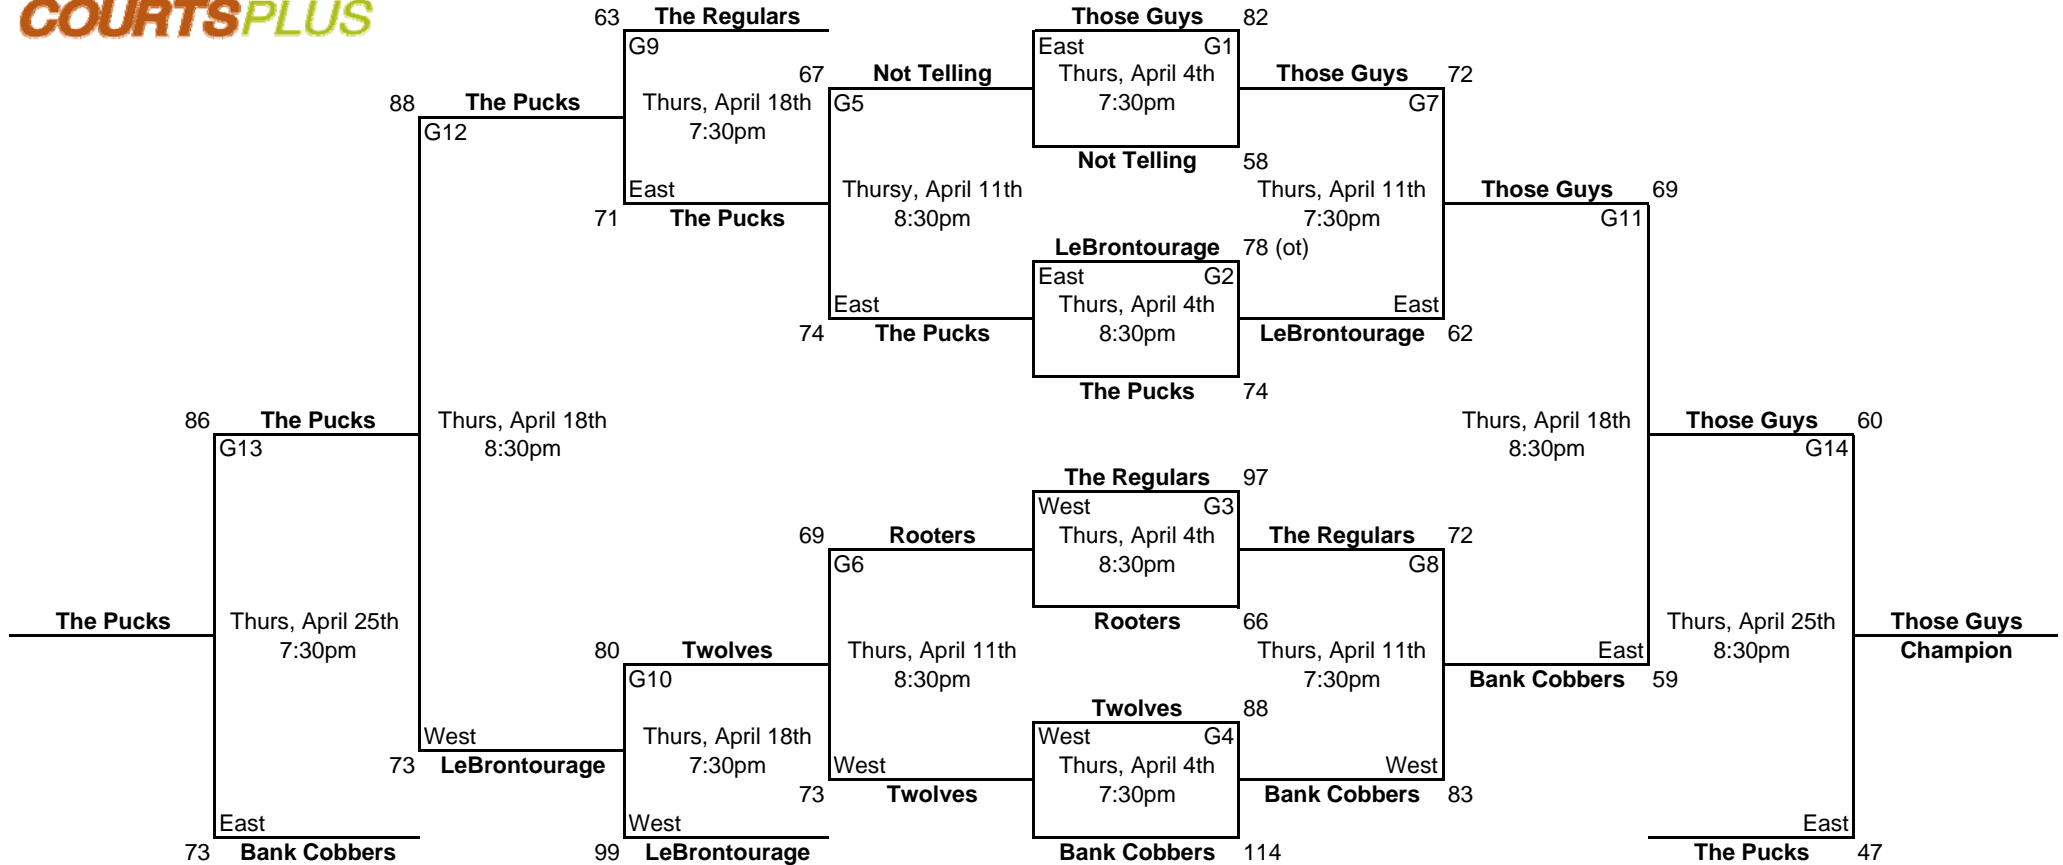 COURTSPLUS
63 The Regulars
Those Guys 82
G9
East G1
67 Not Telling
Thurs, April 4th
Those Guys 72
88 The Pucks
Thurs, April 18th
G5
7:30pm
G7
G12
7:30pm
Not Telling 58
East
Thursy, April 11th
Thurs, April 11th
Those Guys 69
71 The Pucks
8:30pm
7:30pm
G11
LeBrontourage 78 (ot)
East G2
East
Thurs, April 4th
East
74 The Pucks
8:30pm
LeBrontourage 62
The Pucks 74
86 The Pucks
Thurs, April 18th
Thurs, April 18th
Those Guys 60
G13
8:30pm
8:30pm
G14
The Regulars 97
West G3
69 Rooters
Thurs, April 4th
The Regulars 72
G6
8:30pm
G8
The Pucks
Thurs, April 25th
Rooters 66
Thurs, April 25th
Those Guys
7:30pm
80 Twolves
Thurs, April 11th
Thurs, April 11th
East
8:30pm
Champion
G10
8:30pm
7:30pm
Bank Cobbers 59
Twolves 88
West
Thurs, April 18th
West G4
73 LeBrontourage
7:30pm
West
Thurs, April 4th
West
73 Twolves
7:30pm
Bank Cobbers 83
East
West
East
73 Bank Cobbers
99 LeBrontourage
Bank Cobbers 114
The Pucks 47